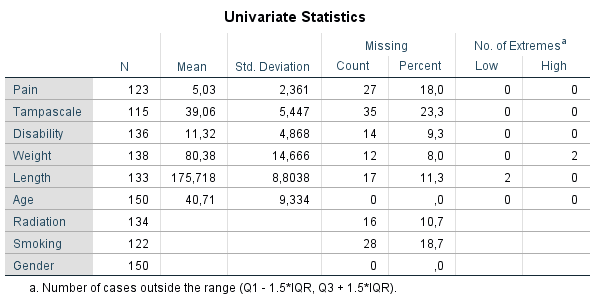 Univariate Statistics
Missing No. of Extremesa
N Mean Std. Deviation Count Percent Low High
Pain 123 5,03 2,361 27 18,0 0 0
Tampascale 115 39,06 5,447 35 23,3 0 0
Disability 136 11,32 4,868 14 9,3 0 0
Weight 138 80,38 14,666 12 8,0 0 2
Length 133 175,718 8,8038 17 11,3 2 0
Age 150 40,71 9,334 0 ,0 0 0
Radiation 134 16 10,7
Smoking 122 28 18,7
Gender 150 0 ,0
a. Number of cases outside the range (Q1 - 1.5*IQR, Q3 + 1.5*IQR).